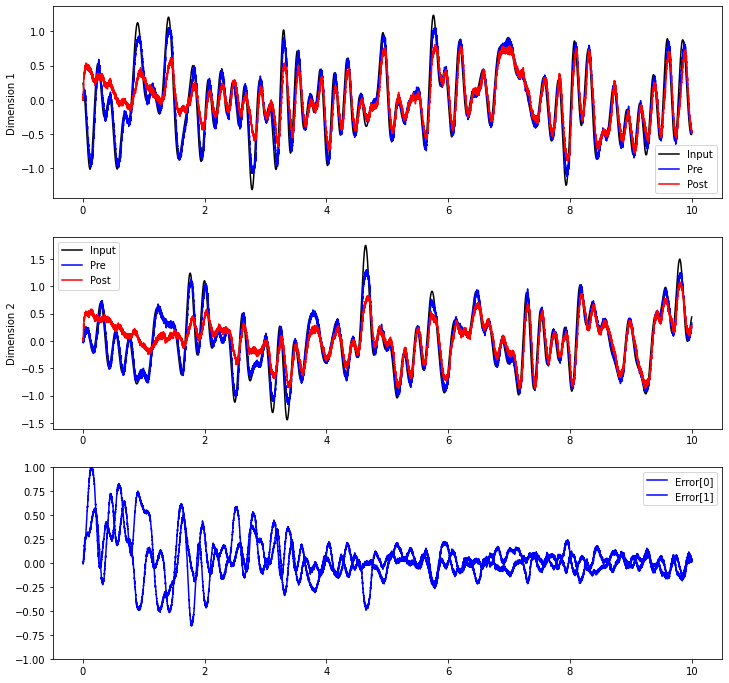 1.0
0.5
0.0
−0.5
−1.0
Dimension 1
Input
Pre
Post
0 2 4 6 8 10
1.5
1.0
0.5
0.0
−0.5
−1.0
−1.5
Dimension 2
Input
Pre
Post
0 2 4 6 8 10
1.00
0.75
0.50
0.25
0.00
−0.25
−0.50
−0.75
−1.00
Error[0]
Error[1]
0 2 4 6 8 10